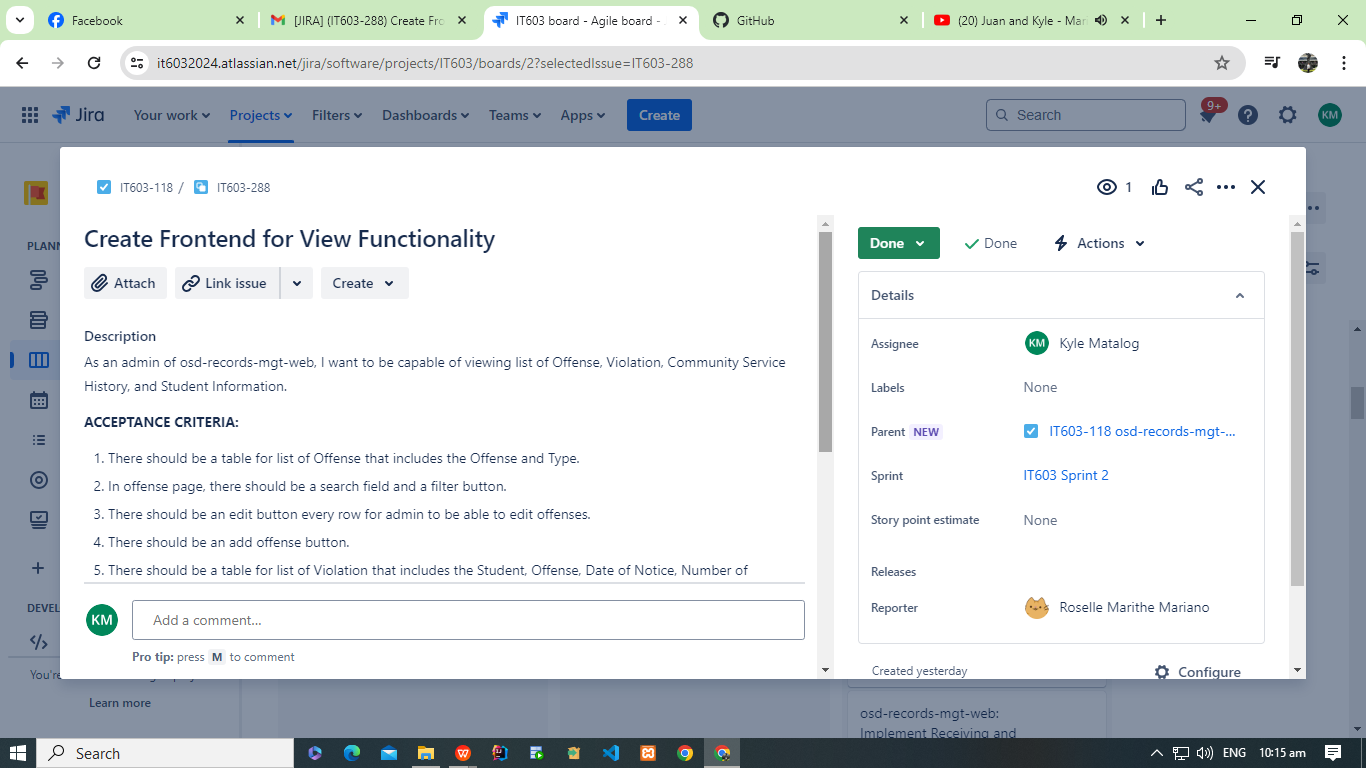 Facebook
[JIRA] (IT603-288) Create Fro
IT603 board - Agile board -
GitHub
(20) Juan and Kyle - Mari
it6032024.atlassian.net/jira/software/projects/IT603/boards/2?selectedIssue=IT603-288
Jira
Your work
Projects
Filters
Dashboards
Teams
Apps
Create
Search
9+
KM
IT603-118 /
IT603-288
1
Create Frontend for View Functionality
Attach
Link issue
Create
Description
As an admin of osd-records-mgt-web, I want to be capable of viewing list of Offense, Violation, Community Service
History, and Student Information.
ACCEPTANCE CRITERIA:
1. There should be a table for list of Offense that includes the Offense and Type.
2. In offense page, there should be a search field and a filter button.
3. There should be an edit button every row for admin to be able to edit offenses.
4. There should be an add offense button.
5. There should be a table for list of Violation that includes the Student, Offense, Date of Notice, Number of
KM
Add a comment...
Pro tip: press M to comment
Done
Done
Actions
Details
Assignee
KM Kyle Matalog
Labels
None
Parent NEW
IT603-118 osd-records-mgt-...
Sprint
IT603 Sprint 2
Story point estimate
None
Releases
Reporter
Roselle Marithe Mariano
Created yesterday
Configure
PLANN
DEVEL
You're
Learn more
osd-records-mgt-web:
Implement Receiving and
Search
ENG
10:15 am